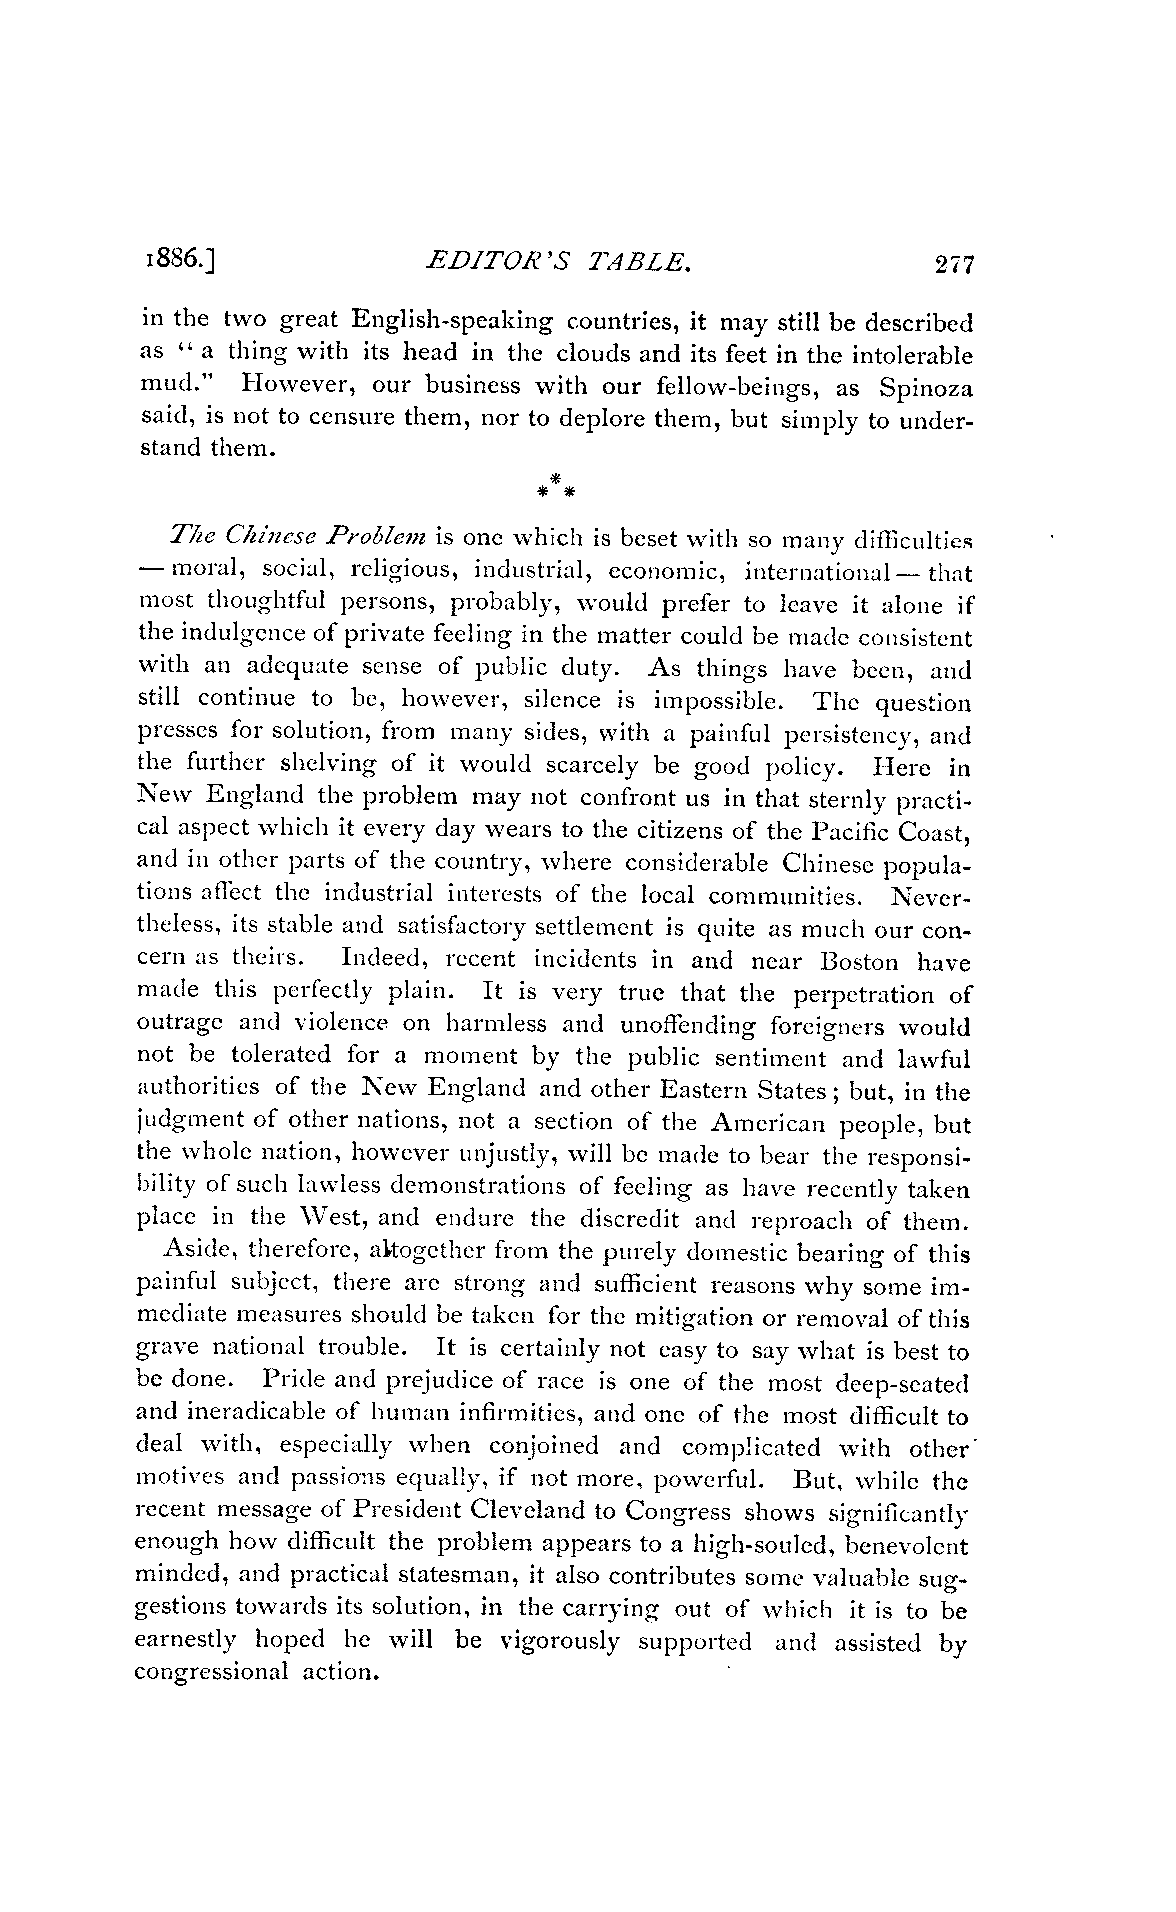 1886.] EDITOR'S TABLE. 277
in the two great English-speaking countries, it may still be described
as “ a thing with its head in the clouds and its feet in the intolerable
mud.” However, our business with our fellow-beings, as Spinoza
said, is not to censure them, nor to deplore them, but simply to under-
stand them.
***
The Chinese Problem is one which is beset with so many difficulties
— moral, social, religious, industrial, economic, international — that
most thoughtful persons, probably, would prefer to leave it alone if
the indulgence of private feeling in the matter could be made consistent
with an adequate sense of public duty. As things have been, and
still continue to be, however, silence is impossible. The question
presses for solution, from many sides, with a painful persistency, and
the further shelving of it would scarcely be good policy. Here in
New England the problem may not confront us in that sternly practi-
cal aspect which it every day wears to the citizens of the Pacific Coast,
and in other parts of the country, where considerable Chinese popula-
tions affect the industrial interests of the local communities. Never-
theless, its stable and satisfactory settlement is quite as much our con-
cern as theirs. Indeed, recent incidents in and near Boston have
made this perfectly plain. It is very true that the perpetration of
outrage and violence on harmless and unoffending foreigners would
not be tolerated for a moment by the public sentiment and lawful
authorities of the New England and other Eastern States; but, in the
judgment of other nations, not a section of the American people, but
the whole nation, however unjustly, will be made to bear the responsi-
bility of such lawless demonstrations of feeling as have recently taken
place in the West, and endure the discredit and reproach of them.
Aside, therefore, altogether from the purely domestic bearing of this
painful subject, there are strong and sufficient reasons why some im-
mediate measures should be taken for the mitigation or removal of this
grave national trouble. It is certainly not easy to say what is best to
be done. Pride and prejudice of race is one of the most deep-seated
and ineradicable of human infirmities, and one of the most difficult to
deal with, especially when conjoined and complicated with other
motives and passions equally, if not more, powerful. But, while the
recent message of President Cleveland to Congress shows significantly
enough how difficult the problem appears to a high-souled, benevolent
minded, and practical statesman, it also contributes some valuable sug-
gestions towards its solution, in the carrying out of which it is to be
earnestly hoped he will be vigorously supported and assisted by
congressional action.